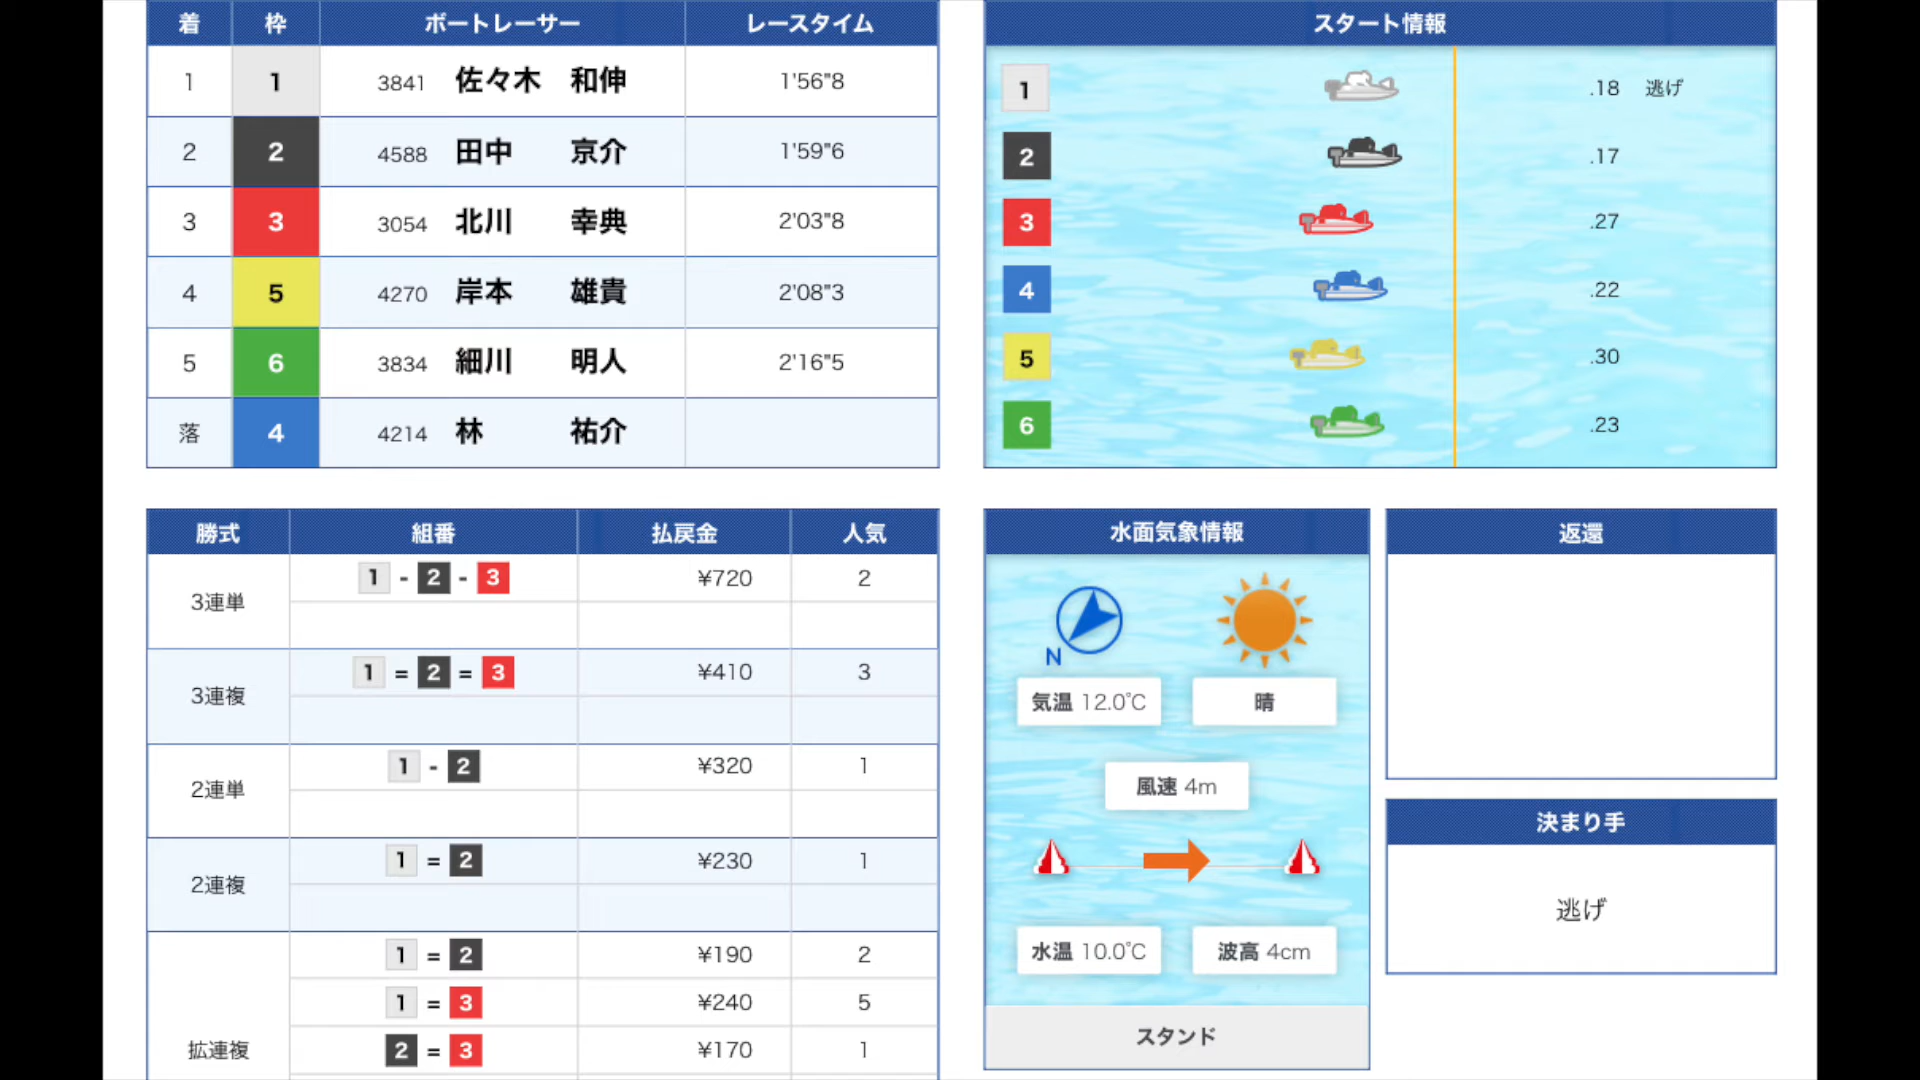 着 枠 ボートレーサー レースタイム
1 1 3841 佐々木 和伸 1'56"8
2 2 4588 田中 京介 1'59"6
3 3 3054 北川 幸典 2'03"8
4 5 4270 岸本 雄貴 2'08"3
5 6 3834 細川 明人 2'16"5
落 4 4214 林 祐介
スタート情報
1 .18 逃げ
2 .17
3 .27
4 .22
5 .30
6 .23
勝式 組番 払戻金 人気
3連単 1-2-3 ¥720 2
3連複 1=2=3 ¥410 3
2連単 1-2 ¥320 1
2連複 1=2 ¥230 1
拡連複 1=2 ¥190 2
1=3 ¥240 5
2=3 ¥170 1
水面気象情報
N
気温 12.0℃ 晴
風速 4m
水温 10.0℃ 波高 4cm
スタンド
返還
決まり手
逃げ